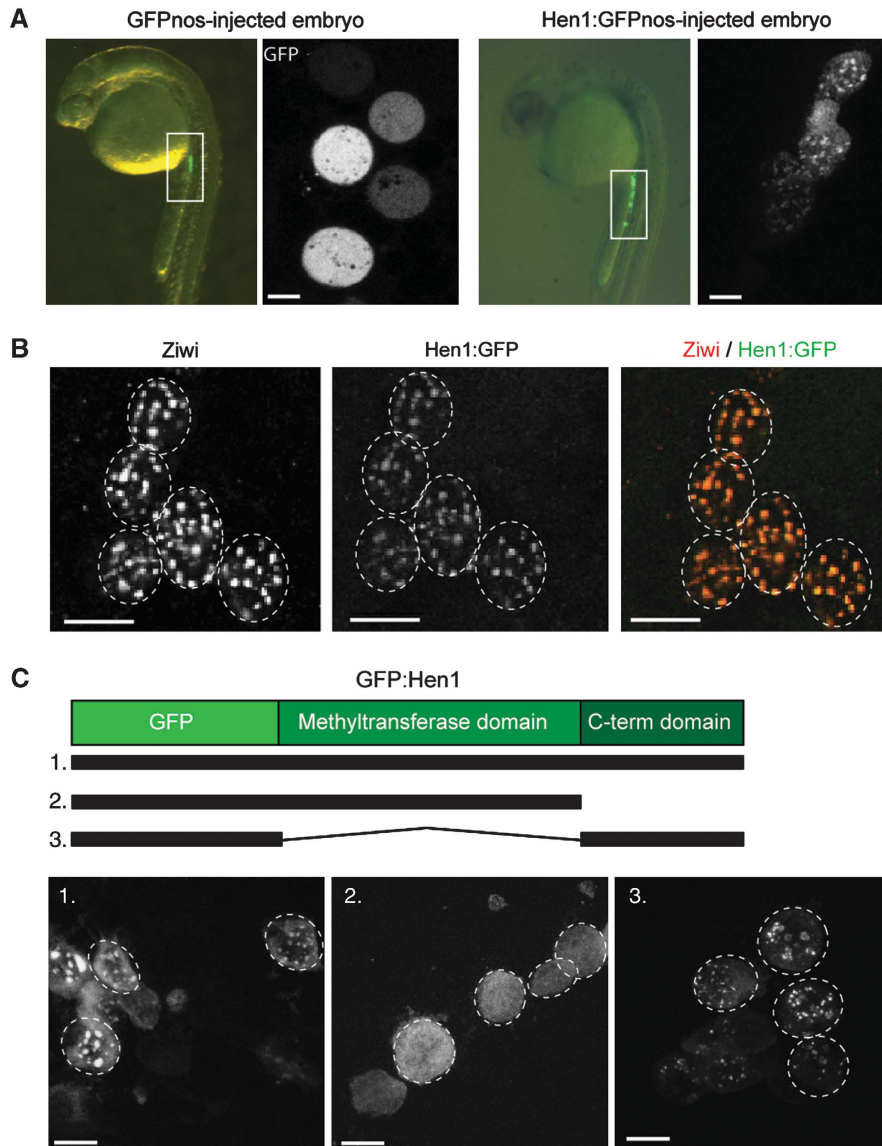 A
GFPnos-injected embryo
Hen1:GFPnos-injected embryo
GFP
B
Ziwi
Hen1:GFP
Ziwi / Hen1:GFP
C
GFP:Hen1
GFP
Methyltransferase domain
C-term domain
1.
2.
3.
1.
2.
3.